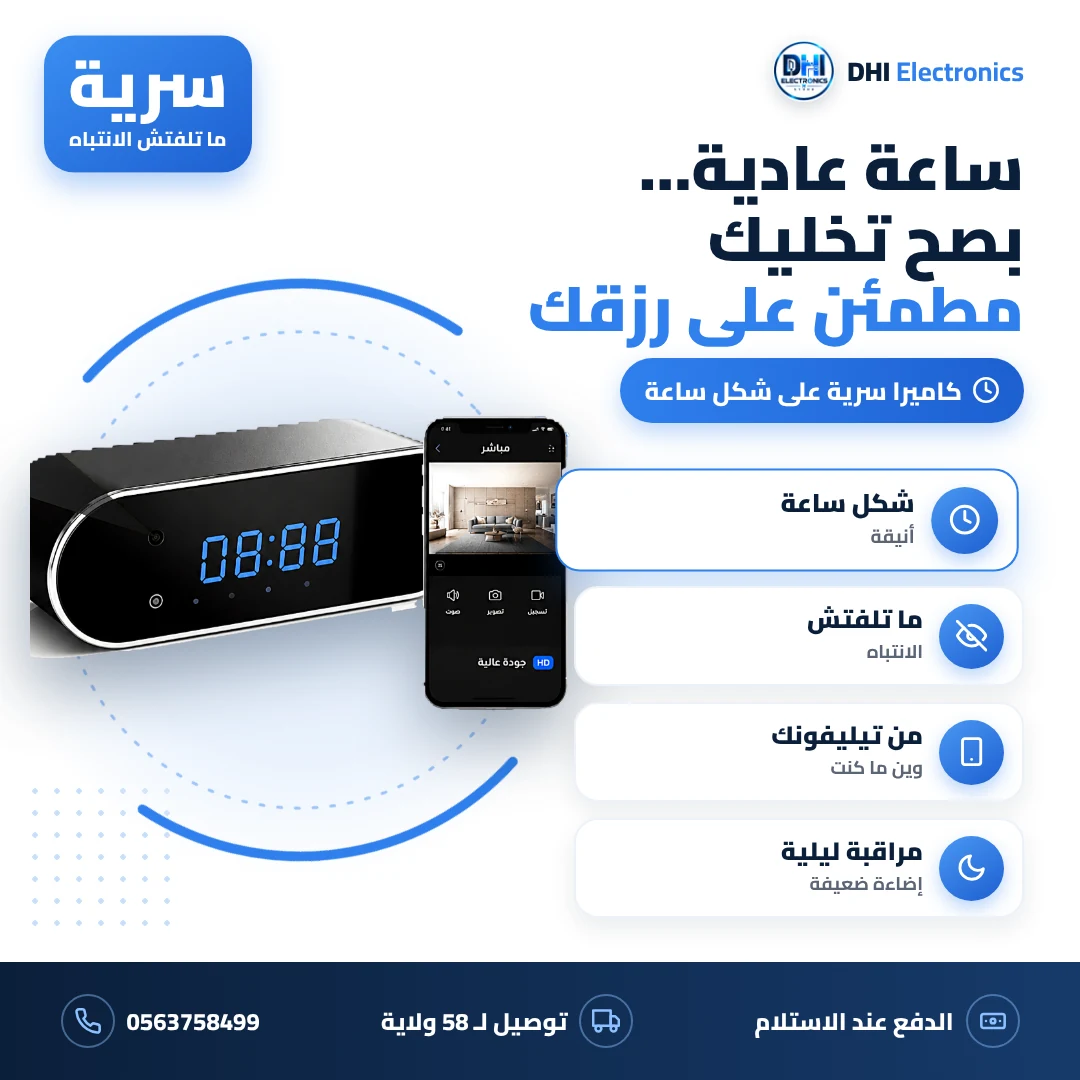 سرية
ما تلفتش الانتباه
DHI
ELECTRONICS
DHI Electronics
ساعة عادية...
بصح تخليك
مطمئن على رزقك
كاميرا سرية على شكل ساعة
08:88
مباشر
تسجيل
تصوير
صوت
HD جودة عالية
شكل ساعة
أنيقة
ما تلفتش
الانتباه
من تيليفونك
وين ما كنت
مراقبة ليلية
إضاءة ضعيفة
الدفع عند الاستلام
توصيل لـ 58 ولاية
0563758499